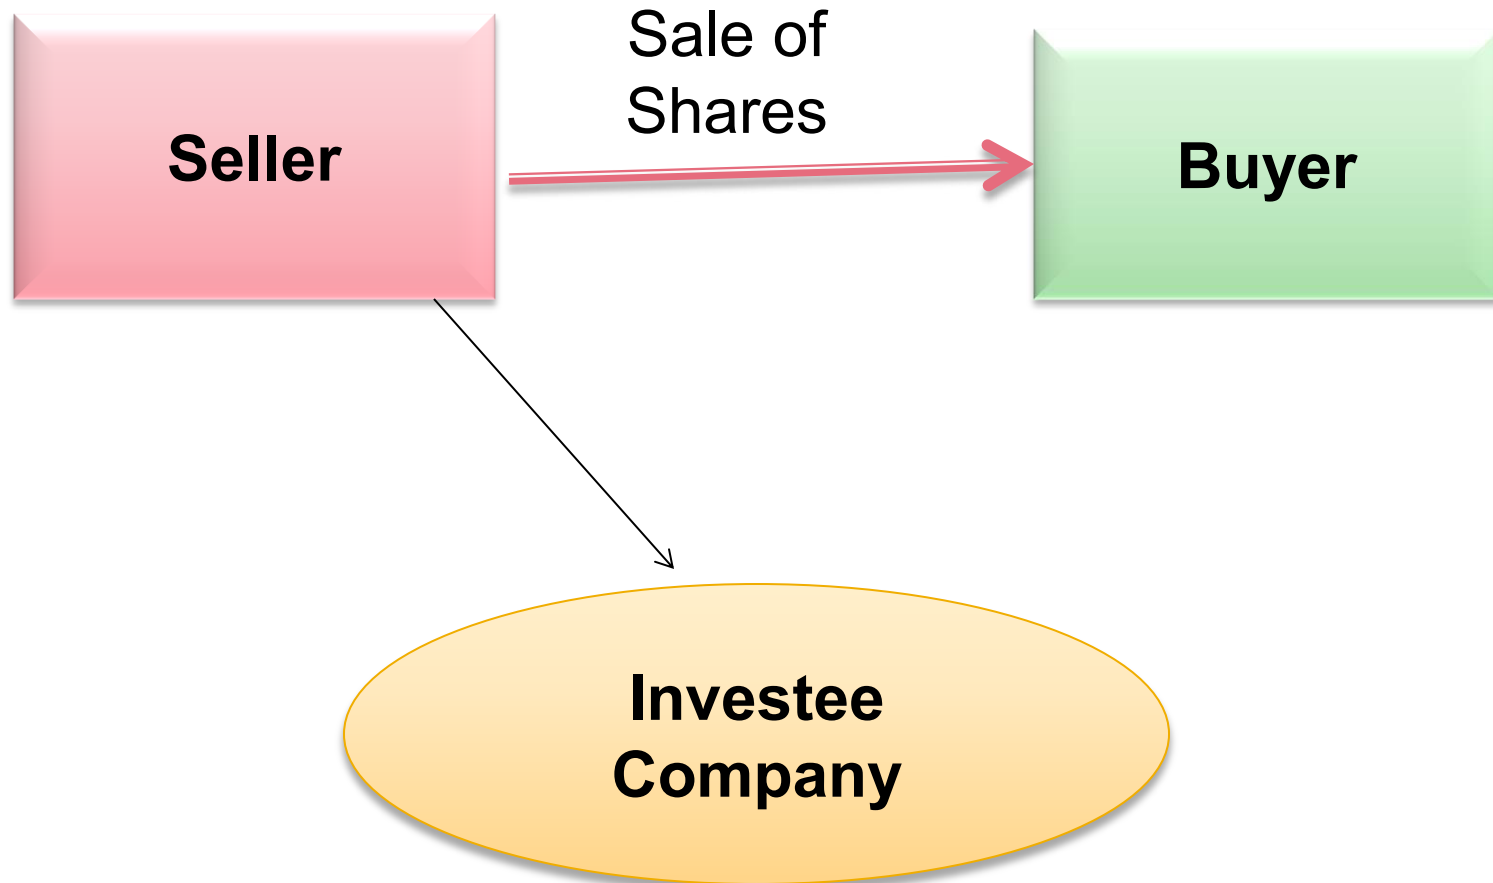 Sale of
Shares
Seller
Buyer
Investee
Company